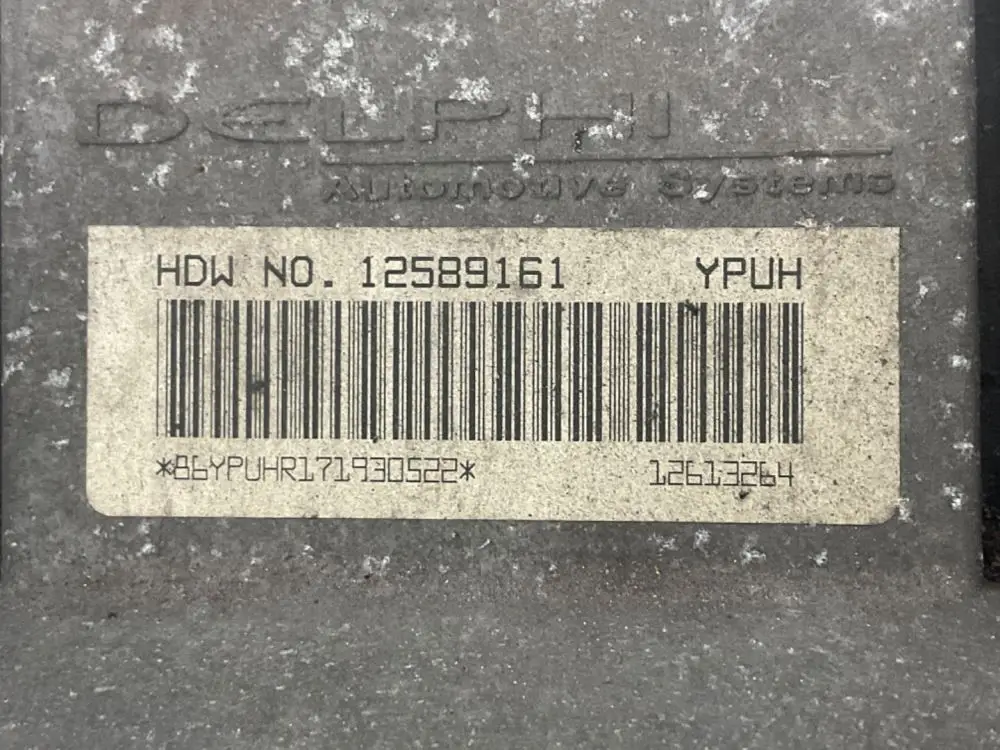 DELPHI
Automotive Systems
HDW NO. 12589161 YPUH
*86YPUHR171930522* 12613264